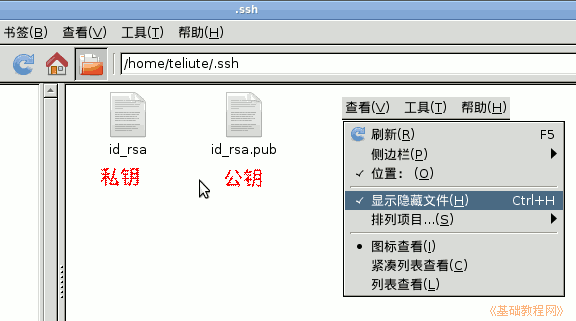 .ssh
书签(B) 查看(V) 工具(T) 帮助(H)
/home/teliute/.ssh
id_rsa id_rsa.pub
私钥 公钥
查看(V) 工具(T) 帮助(H)
刷新(R) F5
侧边栏(P)
位置： (O)
显示隐藏文件(H) Ctrl+H
排列项目...(S)
图标查看(I)
紧凑列表查看(C)
列表查看(L)
《基础教程网》